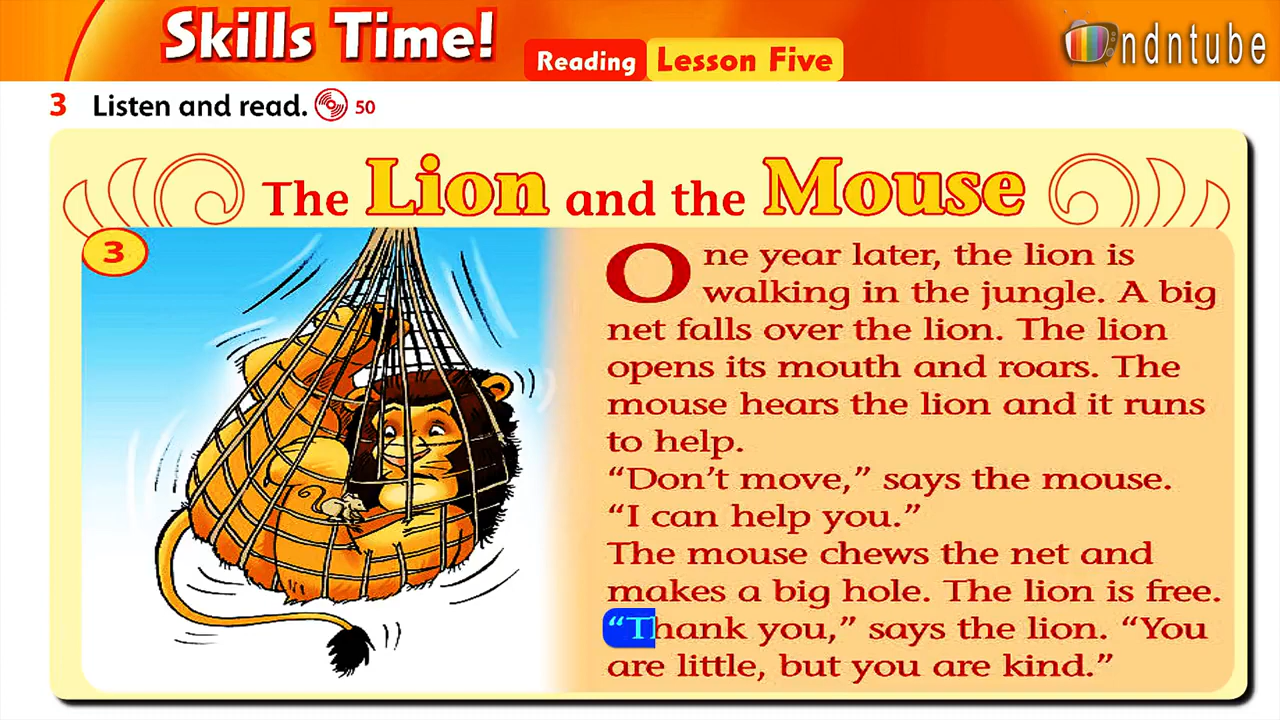 Skills Time!
Reading Lesson Five
ndntube
3 Listen and read. 50
The Lion and the Mouse
3
One year later, the lion is
walking in the jungle. A big
net falls over the lion. The lion
opens its mouth and roars. The
mouse hears the lion and it runs
to help.
“Don’t move,” says the mouse.
“I can help you.”
The mouse chews the net and
makes a big hole. The lion is free.
“Thank you,” says the lion. “You
are little, but you are kind.”